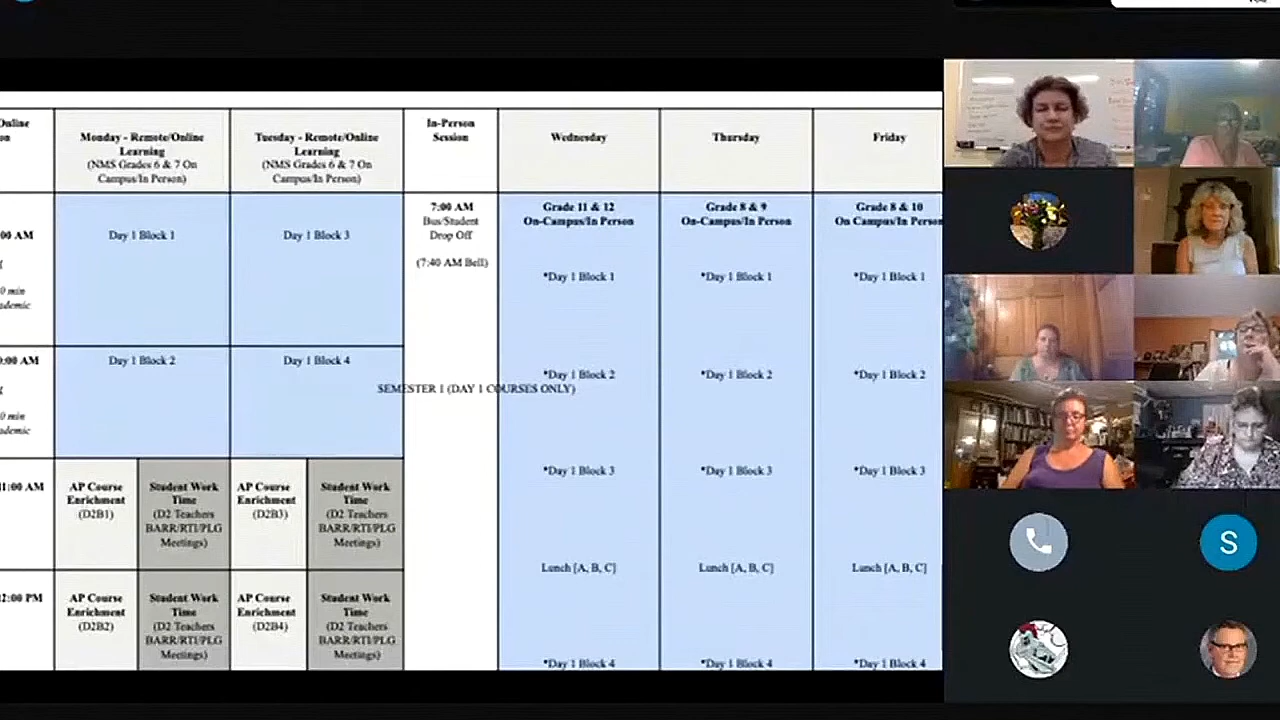 Online
Monday - Remote/Online
Learning
(NMS Grades 6 & 7 On
Campus/In Person)
Tuesday - Remote/Online
Learning
(NMS Grades 6 & 7 On
Campus/In Person)
In-Person
Session
Wednesday
Thursday
Friday
00 AM
0 min
Day 1 Block 1
Day 1 Block 3
7:00 AM
Bus/Student
Drop Off
(7:40 AM Bell)
Grade 11 & 12
On-Campus/In Person
*Day 1 Block 1
Grade 8 & 9
On-Campus/In Person
*Day 1 Block 1
Grade 8 & 10
On Campus/In Person
*Day 1 Block 1
:00 AM
0 min
Day 1 Block 2
Day 1 Block 4
SEMESTER 1 (DAY 1 COURSES ONLY)
*Day 1 Block 2
*Day 1 Block 2
*Day 1 Block 2
11:00 AM
AP Course
Enrichment
(D2B1)
Student Work
Time
(D2 Teachers
BARR/RTI/PLG
Meetings)
AP Course
Enrichment
(D2B3)
Student Work
Time
(D2 Teachers
BARR/RTI/PLG
Meetings)
*Day 1 Block 3
*Day 1 Block 3
*Day 1 Block 3
Lunch [A, B, C]
Lunch [A, B, C]
Lunch [A, B, C]
12:00 PM
AP Course
Enrichment
(D2B2)
Student Work
Time
(D2 Teachers
BARR/RTI/PLG
Meetings)
AP Course
Enrichment
(D2B4)
Student Work
Time
(D2 Teachers
BARR/RTI/PLG
Meetings)
*Day 1 Block 4
*Day 1 Block 4
*Day 1 Block 4
S